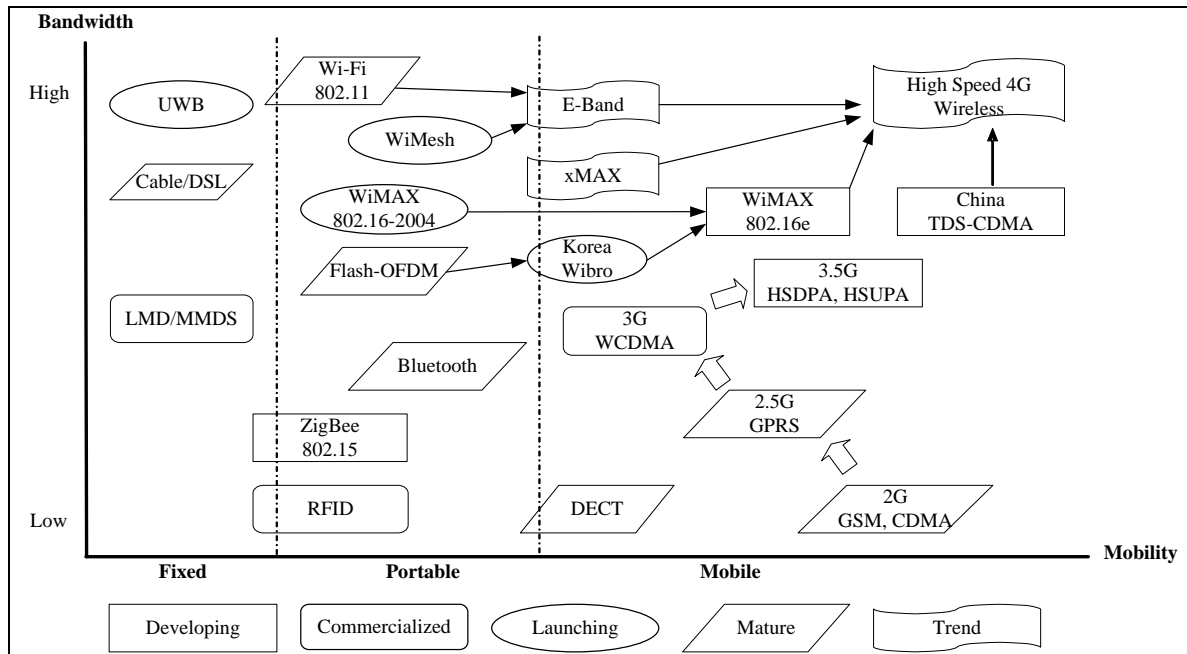 Bandwidth
High
Low
UWB
Cable/DSL
LMD/MMDS
Wi-Fi
802.11
WiMesh
WiMAX
802.16-2004
Flash-OFDM
Bluetooth
ZigBee
802.15
RFID
E-Band
xMAX
Korea
Wibro
3G
WCDMA
DECT
High Speed 4G
Wireless
WiMAX
802.16e
China
TDS-CDMA
3.5G
HSDPA, HSUPA
2.5G
GPRS
2G
GSM, CDMA
Mobility
Fixed
Portable
Mobile
Developing
Commercialized
Launching
Mature
Trend